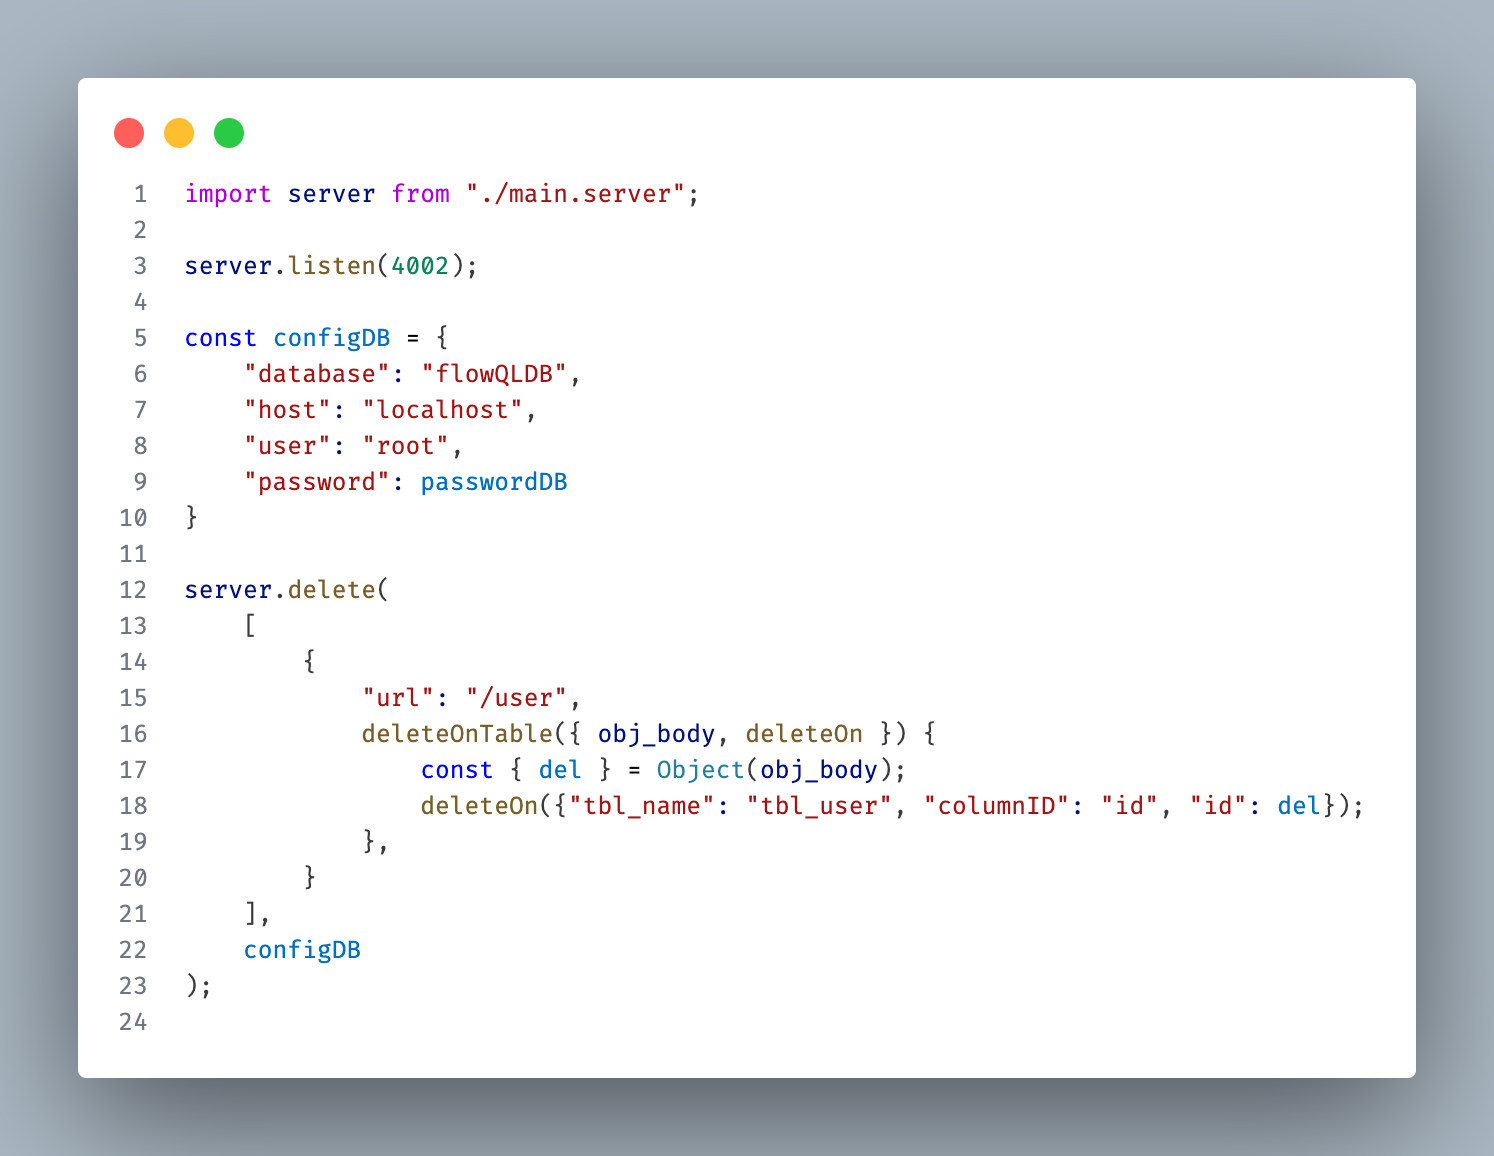 1 import server from "./main.server";
2
3 server.listen(4002);
4
5 const configDB = {
6     "database": "flowQLDB",
7     "host": "localhost",
8     "user": "root",
9     "password": passwordDB
10 }
11
12 server.delete(
13     [
14         {
15             "url": "/user",
16             deleteOnTable({ obj_body, deleteOn }) {
17                 const { del } = Object(obj_body);
18                 deleteOn({"tbl_name": "tbl_user", "columnID": "id", "id": del});
19             },
20         }
21     ],
22     configDB
23 );
24